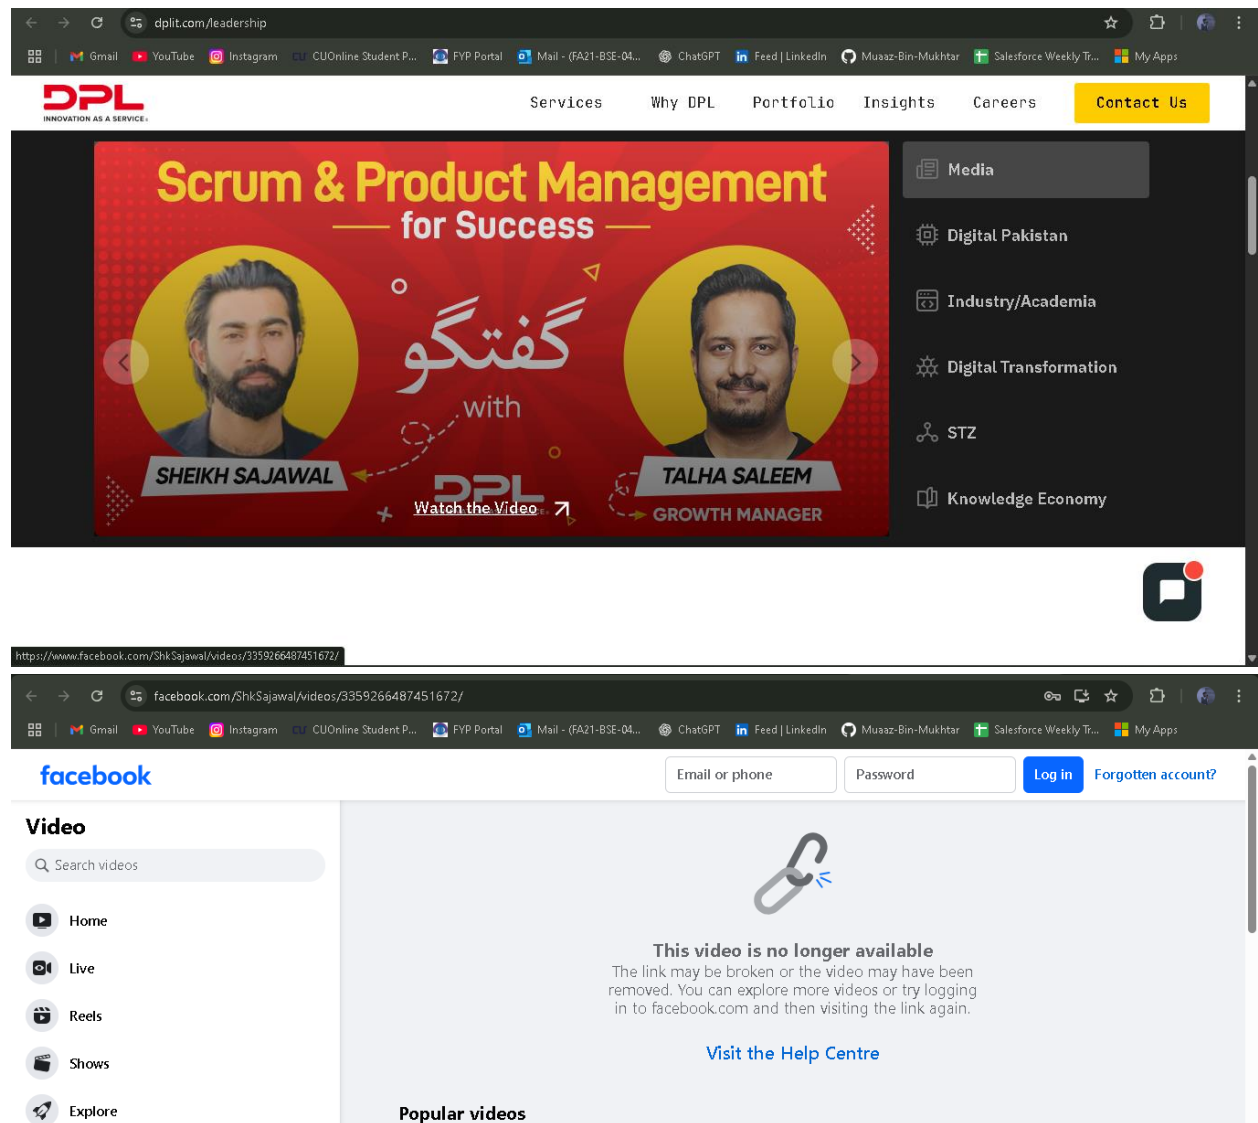 dplit.com/leadership
Gmail YouTube Instagram CUOnline Student P... FYP Portal Mail - (FA21-BSE-04... ChatGPT Feed | LinkedIn Muaaz-Bin-Mukhtar Salesforce Weekly Tr... My Apps
DPL
INNOVATION AS A SERVICE
Services Why DPL Portfolio Insights Careers Contact Us
Scrum & Product Management
for Success
گفتگو
with
SHEIKH SAJAWAL
DPL
TALHA SALEEM
GROWTH MANAGER
Watch the Video
Media
Digital Pakistan
Industry/Academia
Digital Transformation
STZ
Knowledge Economy
https://www.facebook.com/ShkSajawal/videos/3359266487451672/
facebook.com/ShkSajawal/videos/3359266487451672/
Gmail YouTube Instagram CUOnline Student P... FYP Portal Mail - (FA21-BSE-04... ChatGPT Feed | LinkedIn Muaaz-Bin-Mukhtar Salesforce Weekly Tr... My Apps
facebook
Email or phone Password Log in Forgotten account?
Video
Search videos
Home
Live
Reels
Shows
Explore
This video is no longer available
The link may be broken or the video may have been
removed. You can explore more videos or try logging
in to facebook.com and then visiting the link again.
Visit the Help Centre
Popular videos